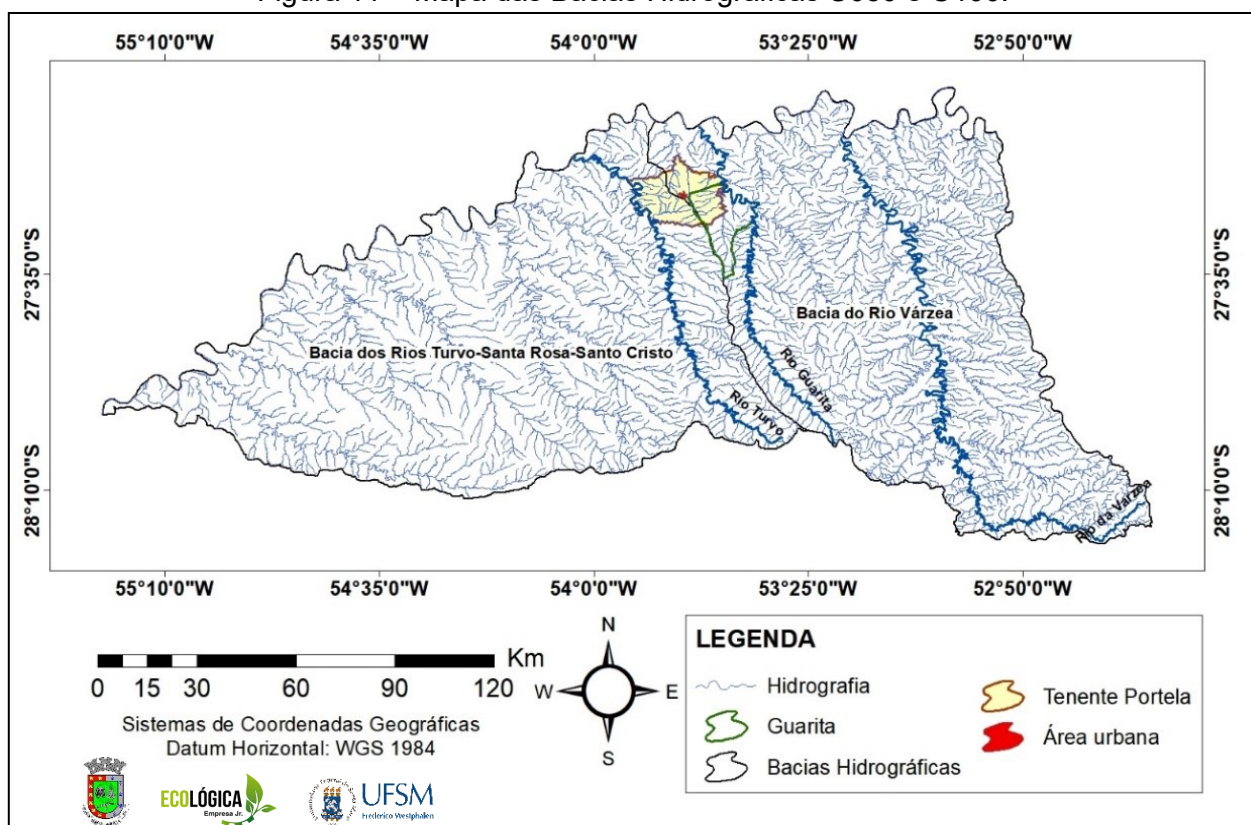 55°10'0"W 54°35'0"W 54°0'0"W 53°25'0"W 52°50'0"W
27°35'0"S
27°35'0"S
28°10'0"S
28°10'0"S
Bacia do Rio Várzea
Bacia dos Rios Turvo-Santa Rosa-Santo Cristo
Rio Guarita
Rio Turvo
Rio da Várzea
55°10'0"W 54°35'0"W 54°0'0"W 53°25'0"W 52°50'0"W
Km
0 15 30 60 90 120
Sistemas de Coordenadas Geográficas
Datum Horizontal: WGS 1984
N
W
E
S
LEGENDA
Hidrografia
Guarita
Bacias Hidrográficas
Tenente Portela
Área urbana
ECOLÓGICA
Empresa Jr.
UFSM
Frederico Westphalen